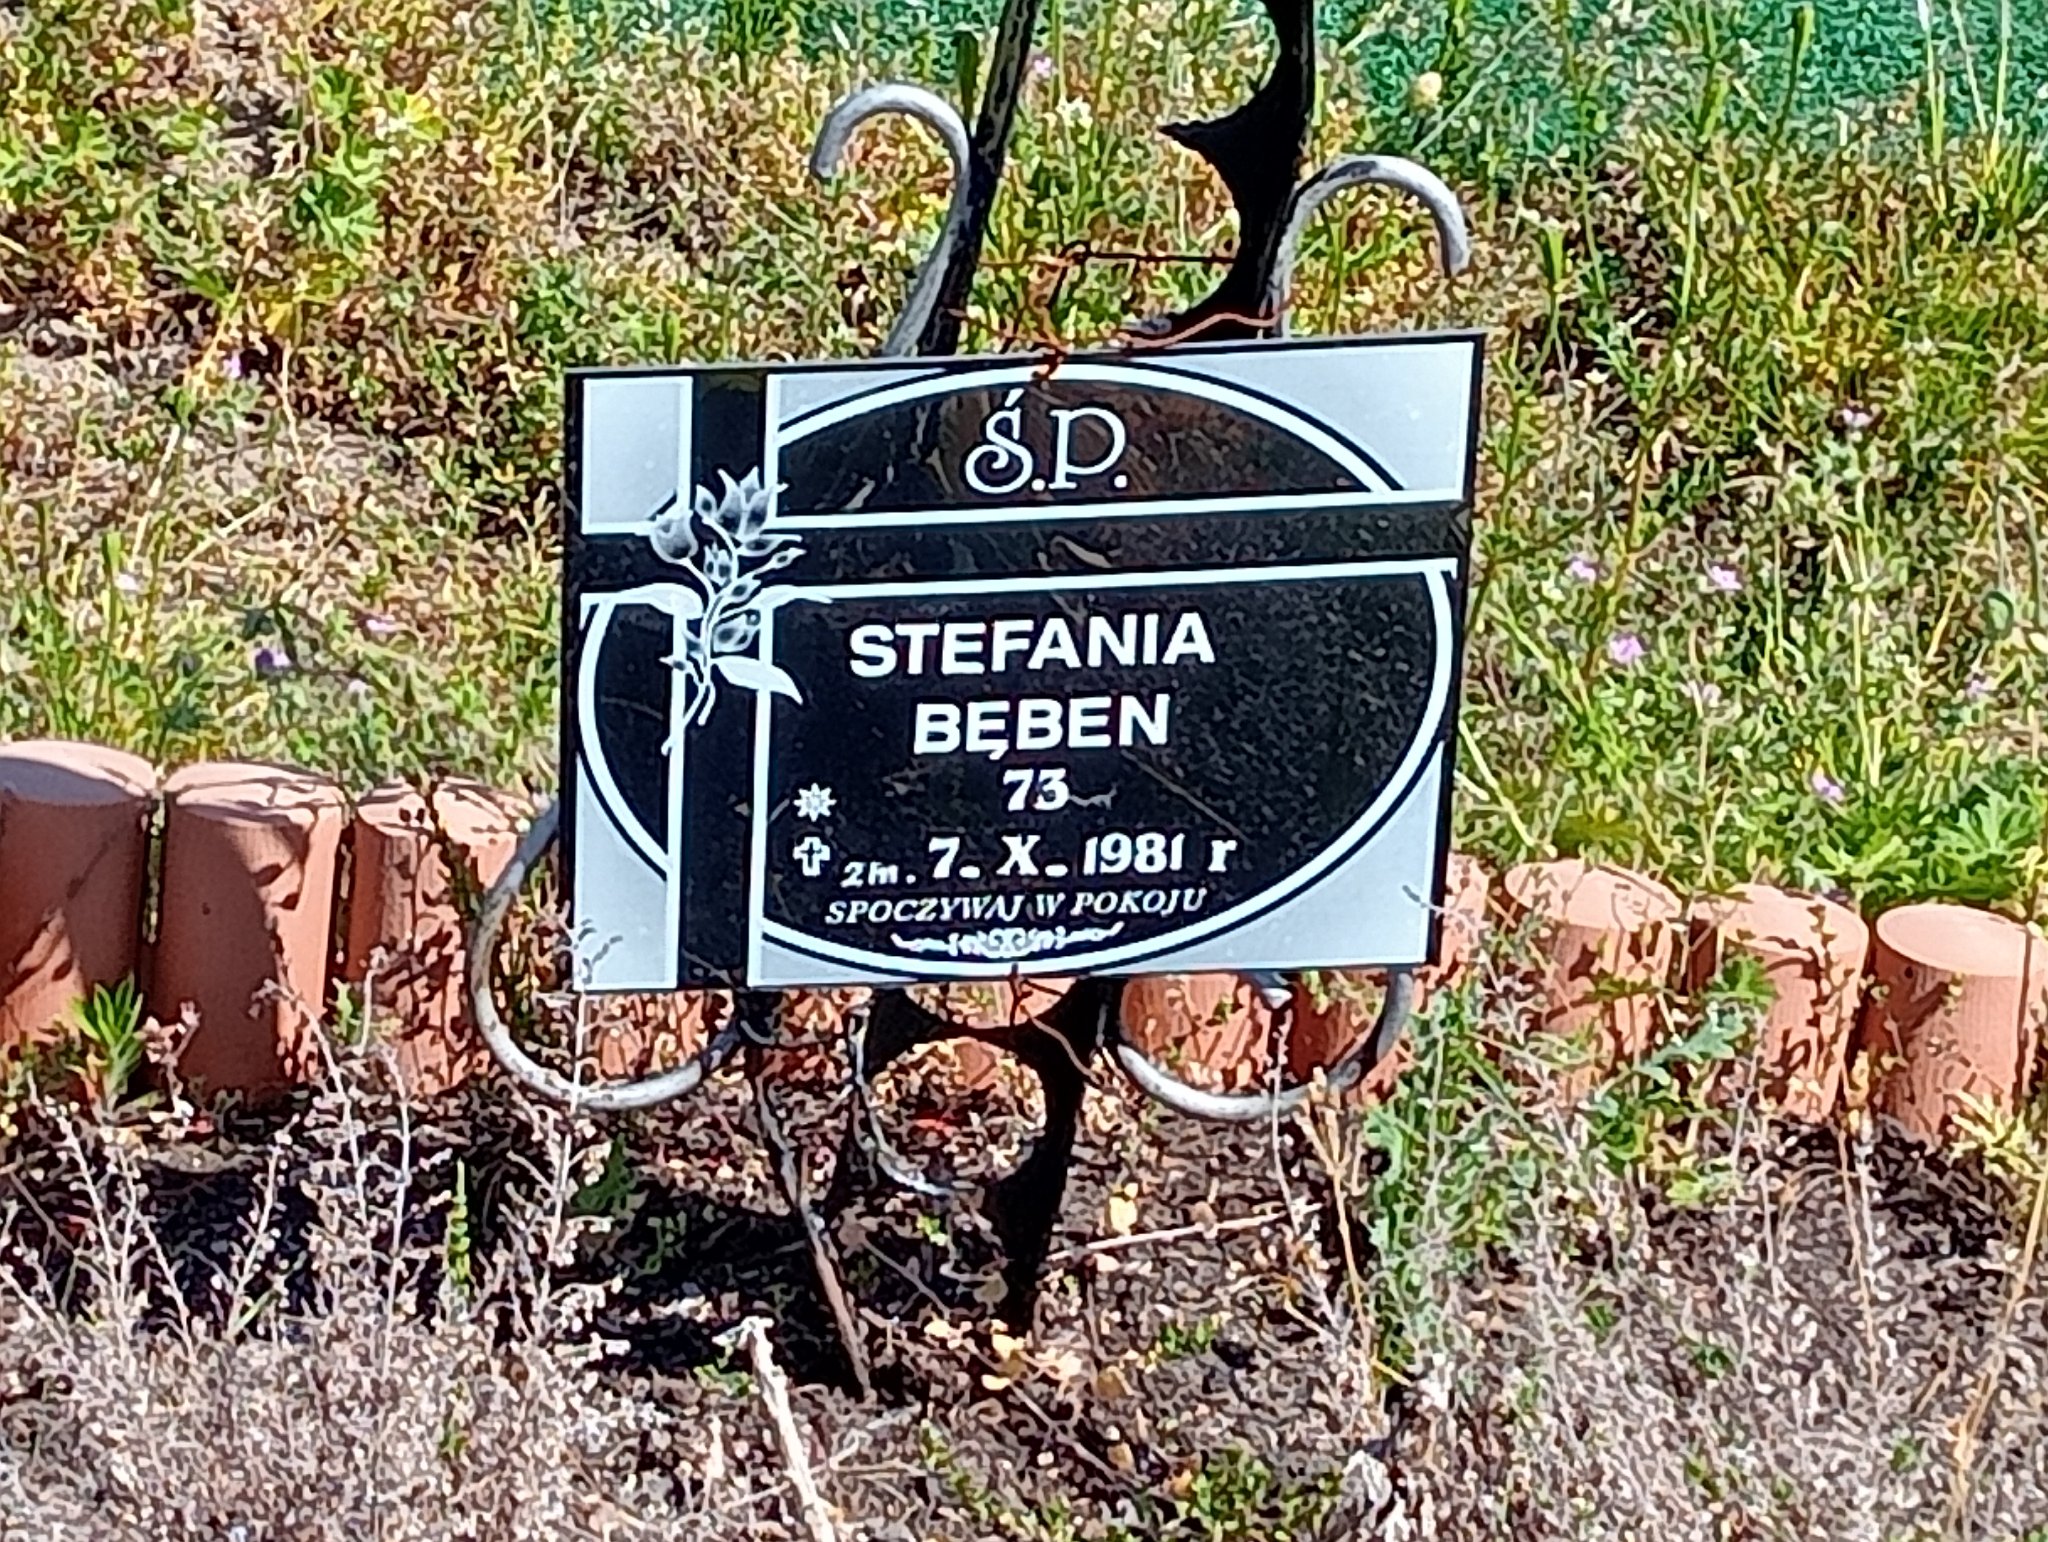 Ś.P.
STEFANIA
BĘBEN
73
zm. 7. X. 1981 r
SPOCZYWAJ W POKOJU